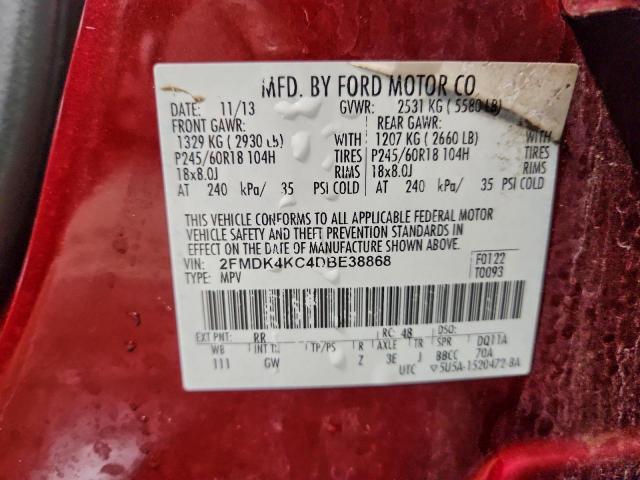 MFD. BY FORD MOTOR CO
DATE: 11/13 GVWR: 2531 KG ( 5580 LB)
FRONT GAWR: REAR GAWR:
1329 KG ( 2930 LB) WITH 1207 KG ( 2660 LB) WITH
P245/60R18 104H TIRES P245/60R18 104H TIRES
18x8.0J RIMS 18x8.0J RIMS
AT 240 kPa/ 35 PSI COLD AT 240 kPa/ 35 PSI COLD
THIS VEHICLE CONFORMS TO ALL APPLICABLE FEDERAL MOTOR
VEHICLE SAFETY AND THEFT PREVENTION STANDARDS IN
EFFECT ON THE DATE OF MANUFACTURE SHOWN ABOVE.
VIN: 2FMDK4KC4DBE38868 F0122
TYPE: MPV T0093
EXT PNT: RR RC: 48 DSO:
WB INT TR TP/PS R AXLE TR SPR DQ11A
111 GW Z 3E J BBCC 70A
UTC ▽5U5A-1520472-BA